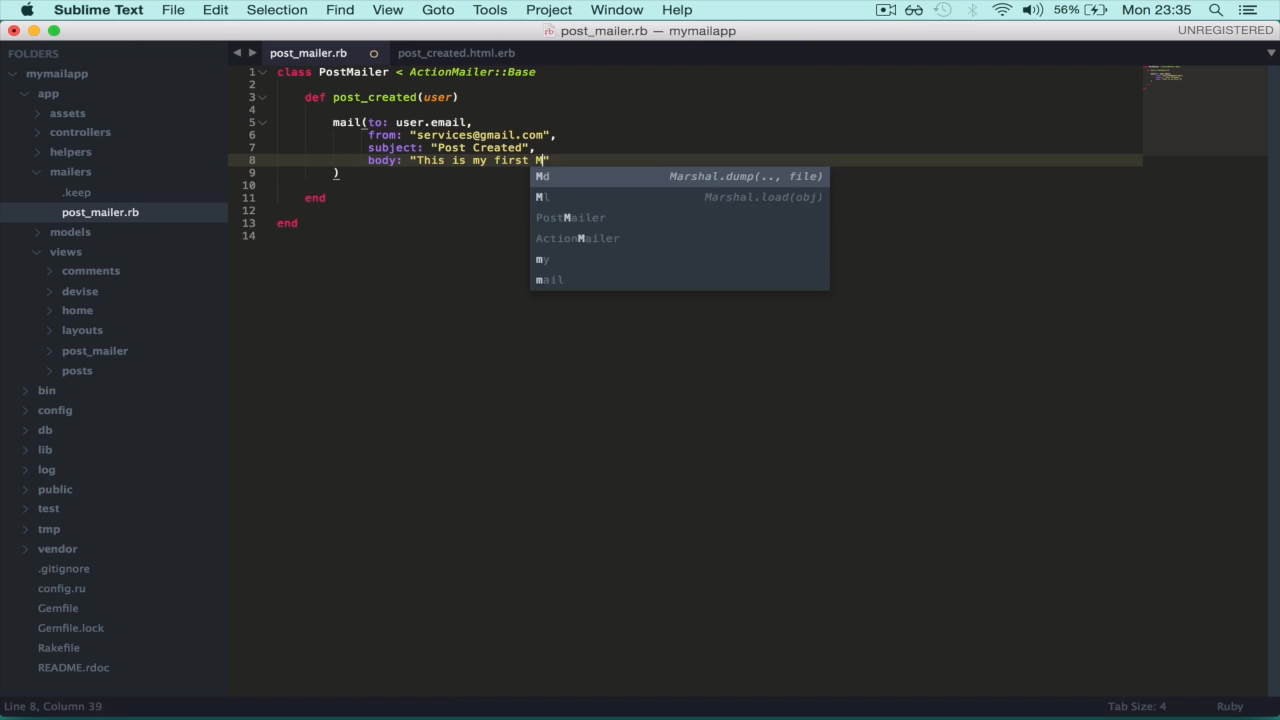 Sublime Text File Edit Selection Find View Goto Tools Project Window Help 56% Mon 23:35
post_mailer.rb — mymailapp UNREGISTERED
FOLDERS
mymailapp
app
assets
controllers
helpers
mailers
.keep
post_mailer.rb
models
views
comments
devise
home
layouts
post_mailer
posts
bin
config
db
lib
log
public
test
tmp
vendor
.gitignore
config.ru
Gemfile
Gemfile.lock
Rakefile
README.rdoc
post_mailer.rb post_created.html.erb
1 class PostMailer < ActionMailer::Base
2
3 def post_created(user)
4
5 mail(to: user.email,
6 from: "services@gmail.com",
7 subject: "Post Created",
8 body: "This is my first M"
9 )
10
11 end
12
13 end
14
Md Marshal.dump(.., file)
Ml Marshal.load(obj)
PostMailer
ActionMailer
my
mail
Line 8, Column 39 Tab Size: 4 Ruby